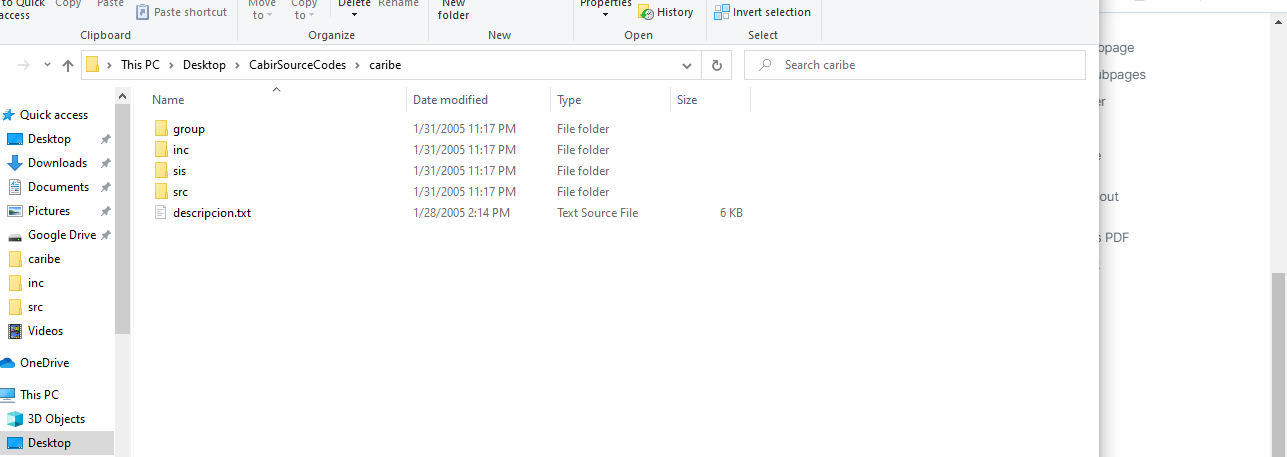 to Quick Copy Paste Paste shortcut Move Copy Delete Rename New Properties History Invert selection
access to to folder
Clipboard Organize New Open Select
This PC Desktop CabirSourceCodes caribe Search caribe
Name Date modified Type Size
Quick access
Desktop
Downloads
Documents
Pictures
Google Drive
caribe
inc
src
Videos
OneDrive
This PC
3D Objects
Desktop
group 1/31/2005 11:17 PM File folder
inc 1/31/2005 11:17 PM File folder
sis 1/31/2005 11:17 PM File folder
src 1/31/2005 11:17 PM File folder
descripcion.txt 1/28/2005 2:14 PM Text Source File 6 KB
PDF